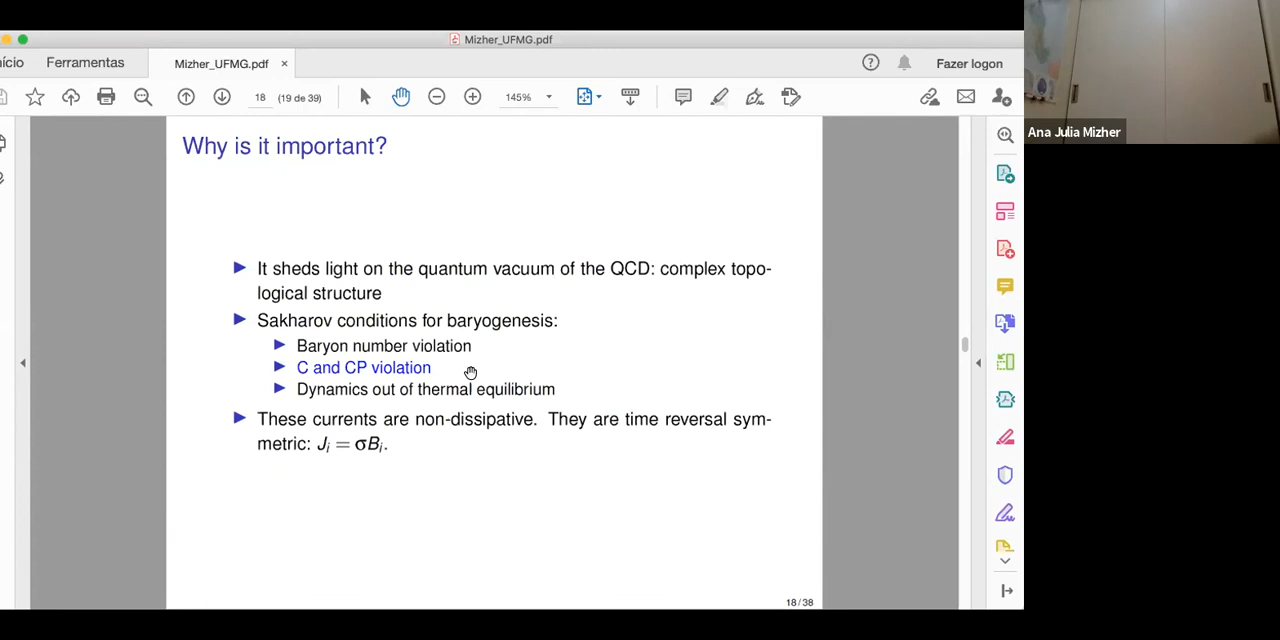 Mizher_UFMG.pdf
nício Ferramentas Mizher_UFMG.pdf × Fazer logon
18 (19 de 39) 145%
Ana Julia Mizher
Why is it important?
It sheds light on the quantum vacuum of the QCD: complex topo-
logical structure
Sakharov conditions for baryogenesis:
Baryon number violation
C and CP violation
Dynamics out of thermal equilibrium
These currents are non-dissipative. They are time reversal sym-
metric: Jᵢ = σBᵢ.
18/38